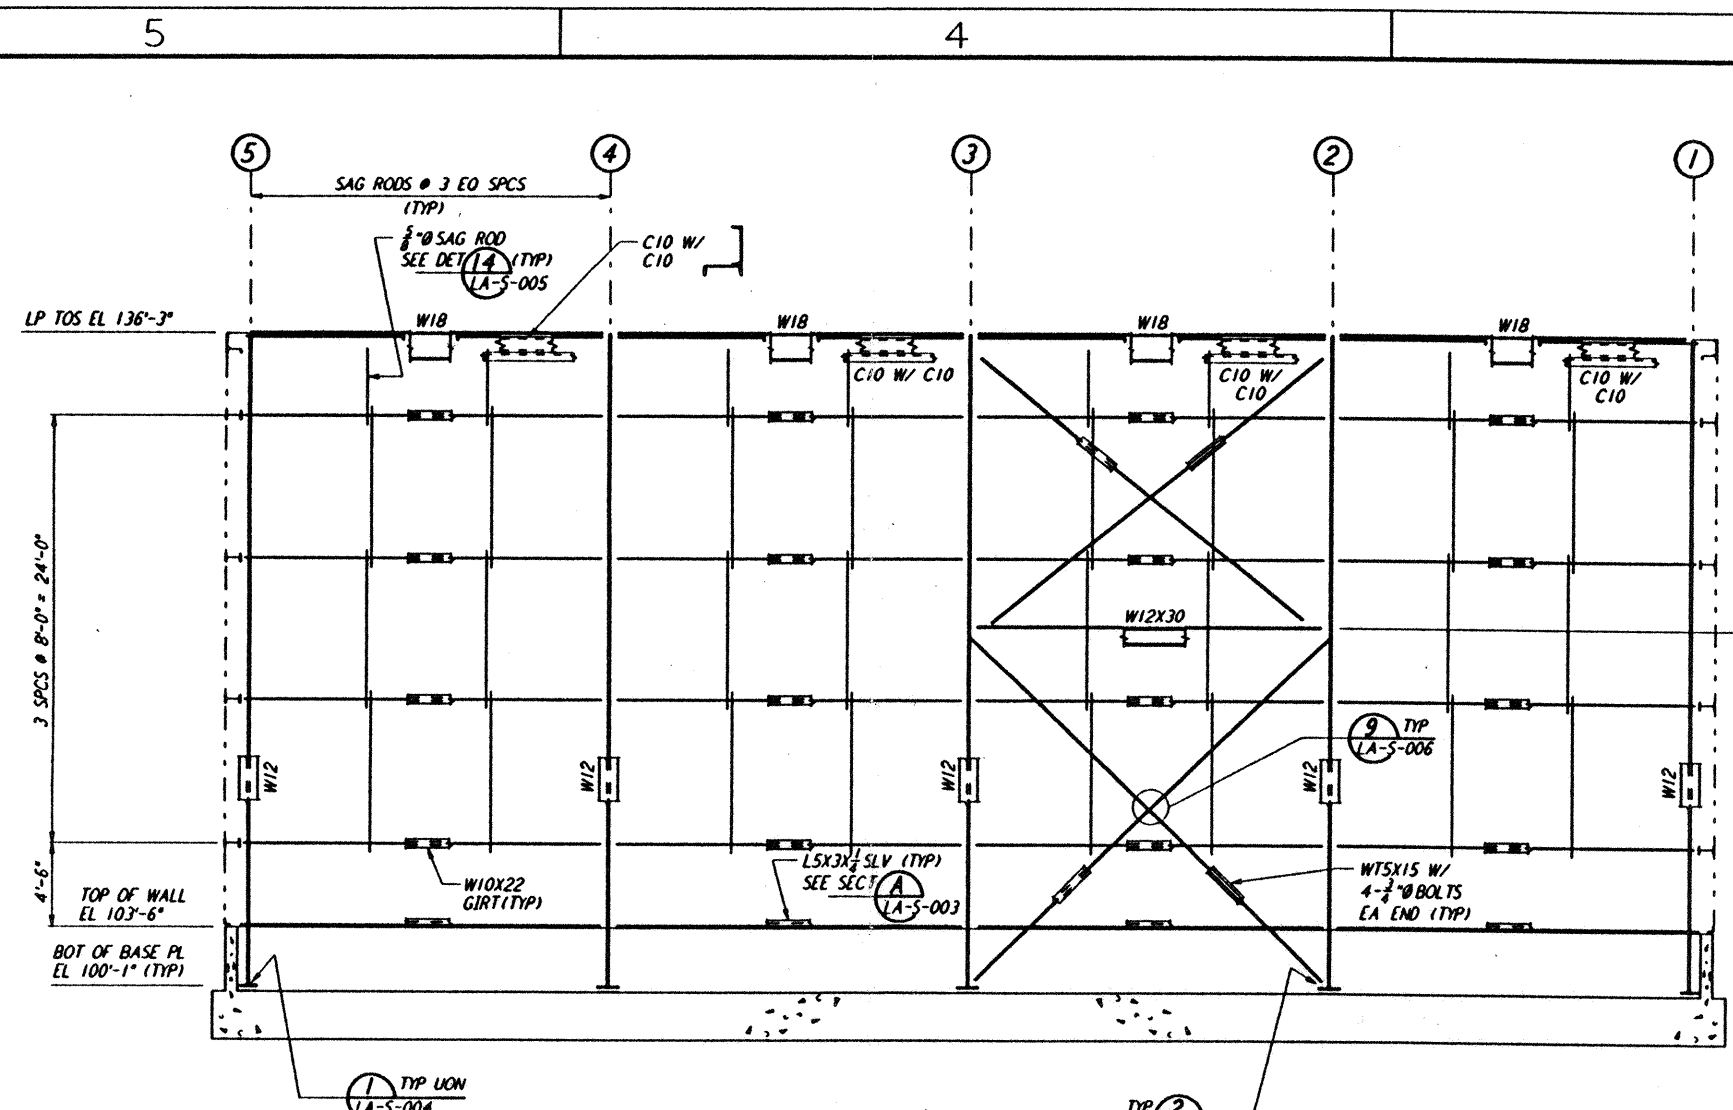 5
4
5
4
3
2
1
SAG RODS @ 3 EQ SPCS
(TYP)
5/8"Ø SAG ROD
SEE DET 14 (TYP)
LA-S-005
C10 W/
C10
LP TOS EL 136'-3"
W18
W18
W18
W18
C10 W/ C10
C10 W/
C10
C10 W/
C10
3 SPCS @ 8'-0" = 24'-0"
W12X30
9 TYP
LA-S-006
W12
W12
W12
W12
W12
4'-6"
TOP OF WALL
EL 103'-6"
W10X22
GIRT (TYP)
L5X3X1/4 SLV (TYP)
SEE SECT A
LA-S-003
WT5X15 W/
4-3/4"Ø BOLTS
EA END (TYP)
BOT OF BASE PL
EL 100'-1" (TYP)
1 TYP UON
LA-S-004
TYP 2